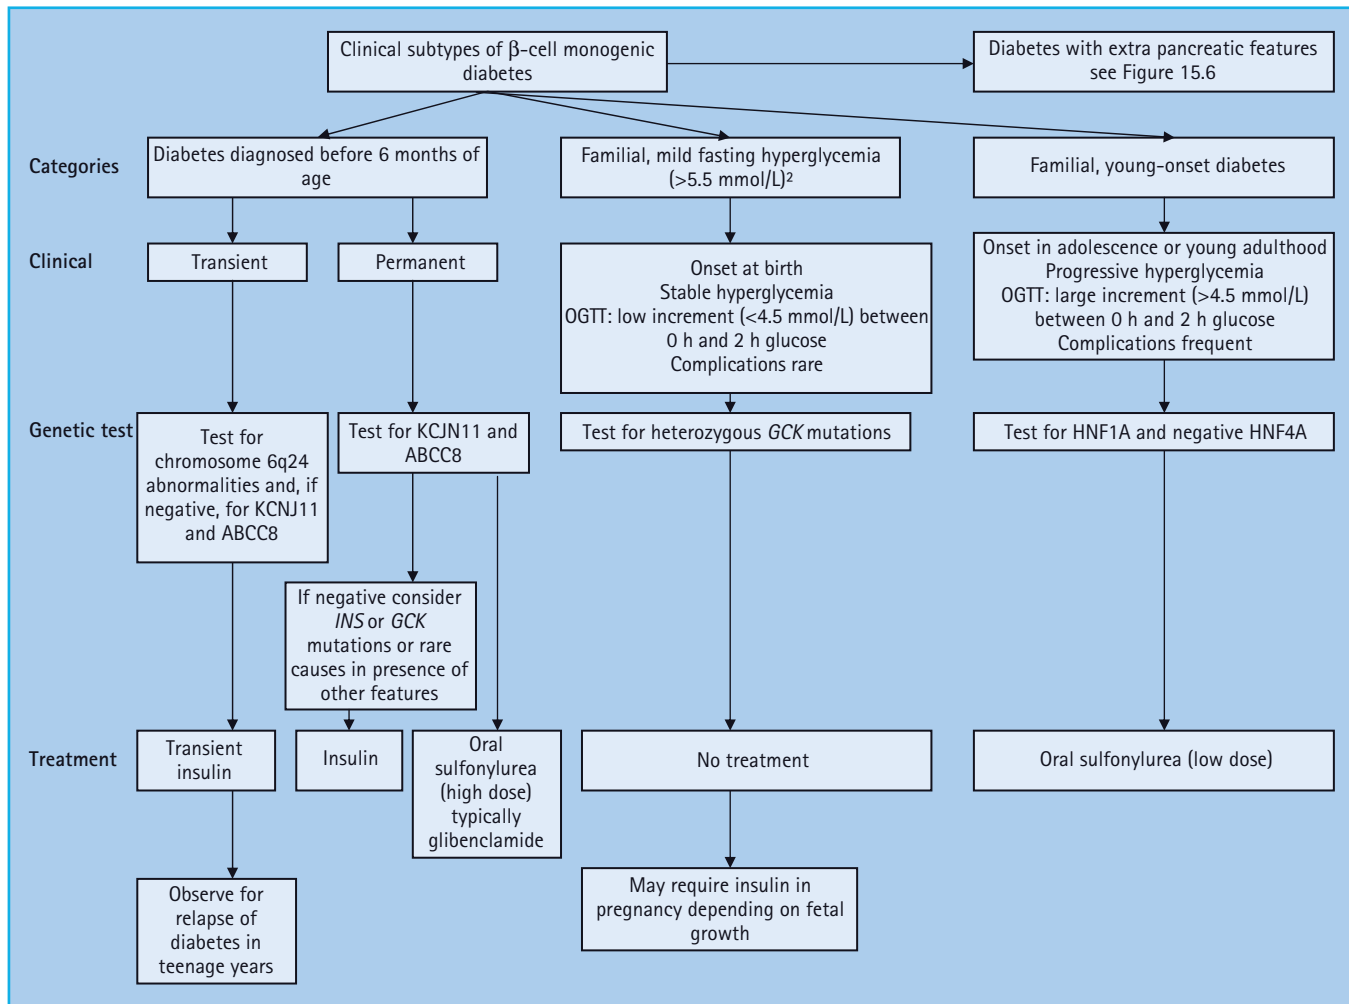 Clinical subtypes of β-cell monogenic
diabetes
Diabetes with extra pancreatic features
see Figure 15.6
Categories
Diabetes diagnosed before 6 months of
age
Familial, mild fasting hyperglycemia
(>5.5 mmol/L)²
Familial, young-onset diabetes
Clinical
Transient
Permanent
Onset at birth
Stable hyperglycemia
OGTT: low increment (<4.5 mmol/L) between
0 h and 2 h glucose
Complications rare
Onset in adolescence or young adulthood
Progressive hyperglycemia
OGTT: large increment (>4.5 mmol/L)
between 0 h and 2 h glucose
Complications frequent
Genetic test
Test for
chromosome 6q24
abnormalities and, if
negative, for KCNJ11
and ABCC8
Test for KCJN11 and
ABCC8
Test for heterozygous GCK mutations
Test for HNF1A and negative HNF4A
If negative consider
INS or GCK
mutations or rare
causes in presence of
other features
Treatment
Transient
insulin
Insulin
Oral
sulfonylurea
(high dose)
typically
glibenclamide
No treatment
Oral sulfonylurea (low dose)
Observe for
relapse of
diabetes in
teenage years
May require insulin in
pregnancy depending on fetal
growth